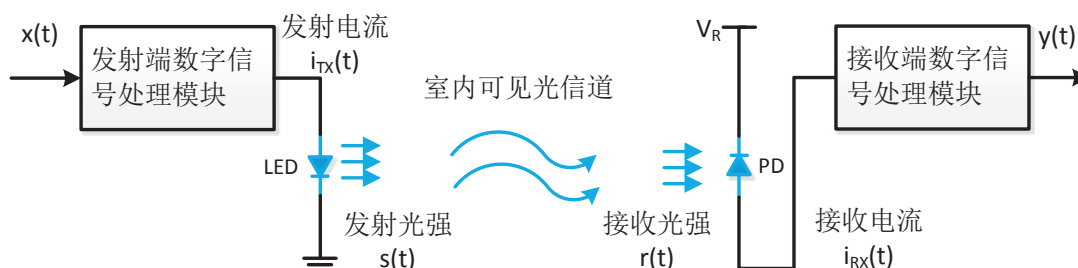 x(t)
发射端数字信
号处理模块
发射电流
i_TX(t)
LED
发射光强
s(t)
室内可见光信道
接收光强
r(t)
V_R
PD
接收电流
i_RX(t)
接收端数字信
号处理模块
y(t)